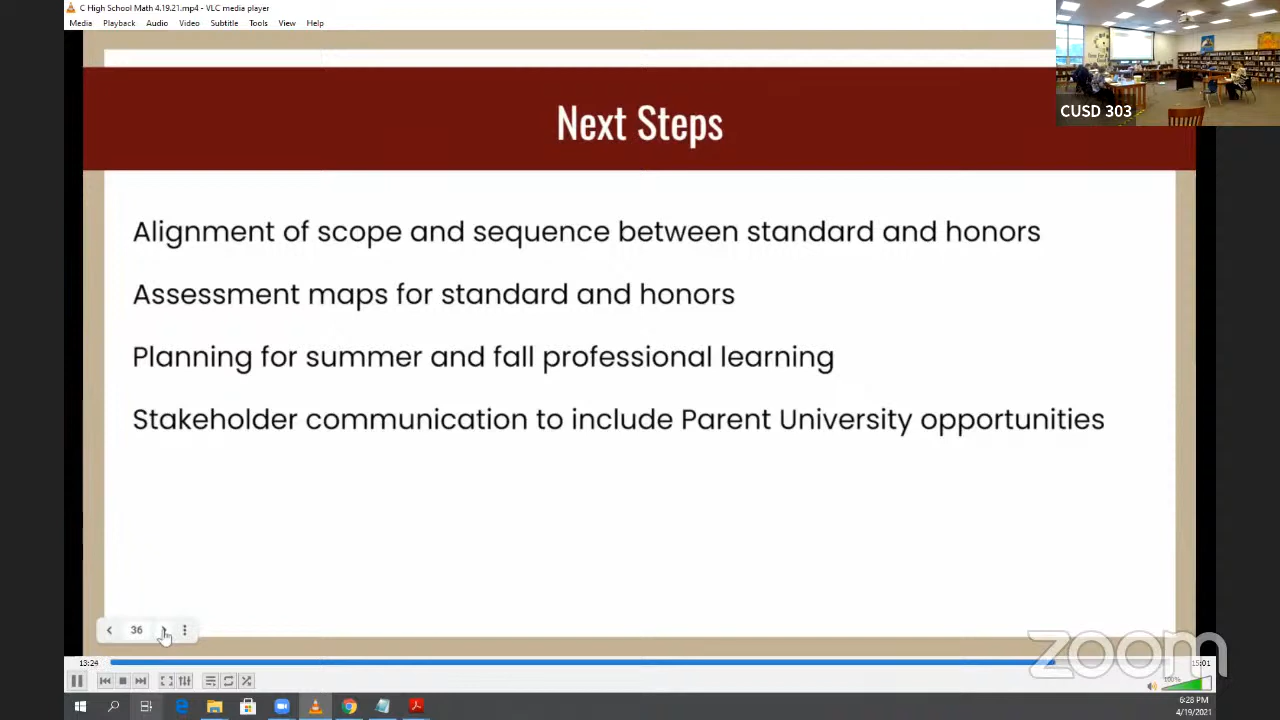 C High School Math 4.19.21.mp4 - VLC media player
Media Playback Audio Video Subtitle Tools View Help
CUSD 303
Next Steps
Alignment of scope and sequence between standard and honors
Assessment maps for standard and honors
Planning for summer and fall professional learning
Stakeholder communication to include Parent University opportunities
36
zoom
13:24
15:01
100%
6:28 PM
4/19/2021